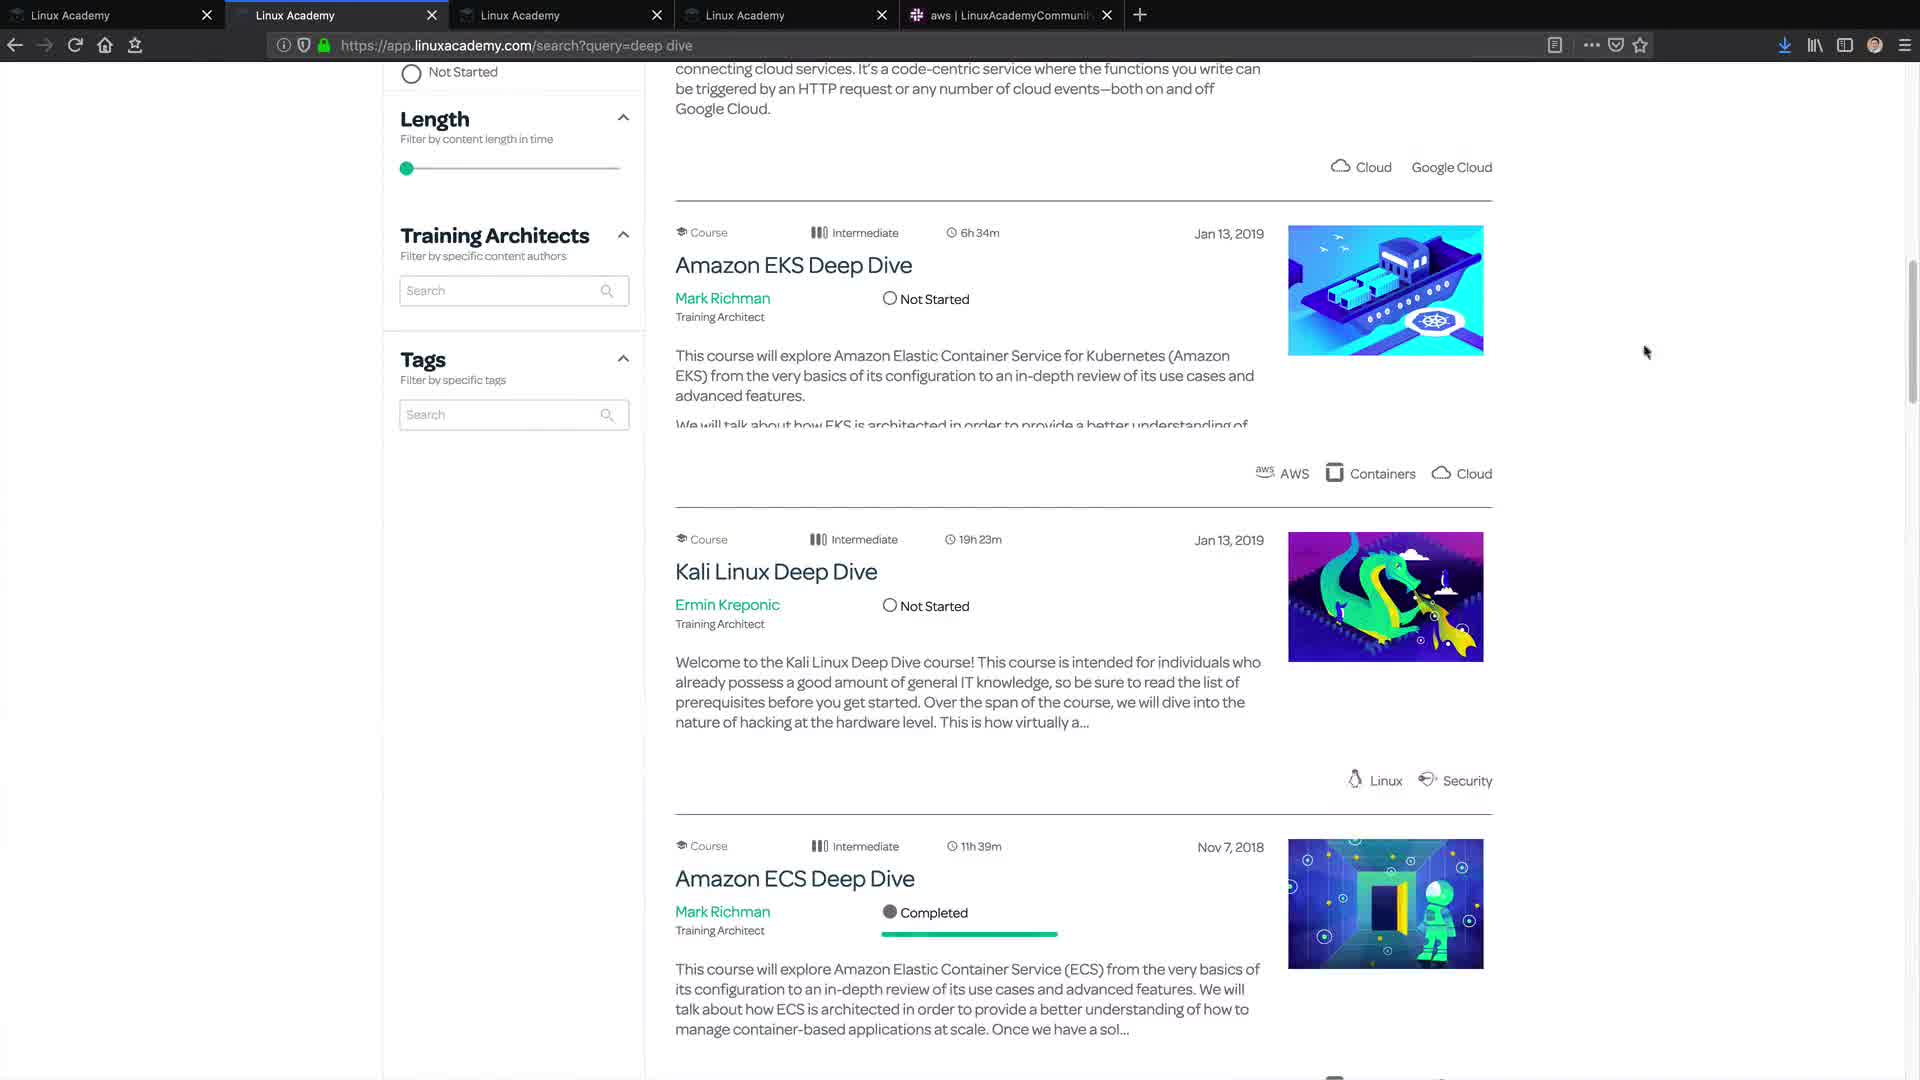 Linux Academy
Linux Academy
Linux Academy
Linux Academy
aws | LinuxAcademyCommuni
https://app.linuxacademy.com/search?query=deep dive
Not Started
Length
Filter by content length in time
Training Architects
Filter by specific content authors
Search
Tags
Filter by specific tags
Search
connecting cloud services. It's a code-centric service where the functions you write can
be triggered by an HTTP request or any number of cloud events—both on and off
Google Cloud.
Cloud Google Cloud
Course Intermediate 6h 34m Jan 13, 2019
Amazon EKS Deep Dive
Mark Richman Not Started
Training Architect
This course will explore Amazon Elastic Container Service for Kubernetes (Amazon
EKS) from the very basics of its configuration to an in-depth review of its use cases and
advanced features.
We will talk about how EKS is architected in order to provide a better understanding of
aws AWS Containers Cloud
Course Intermediate 19h 23m Jan 13, 2019
Kali Linux Deep Dive
Ermin Kreponic Not Started
Training Architect
Welcome to the Kali Linux Deep Dive course! This course is intended for individuals who
already possess a good amount of general IT knowledge, so be sure to read the list of
prerequisites before you get started. Over the span of the course, we will dive into the
nature of hacking at the hardware level. This is how virtually a...
Linux Security
Course Intermediate 11h 39m Nov 7, 2018
Amazon ECS Deep Dive
Mark Richman Completed
Training Architect
This course will explore Amazon Elastic Container Service (ECS) from the very basics of
its configuration to an in-depth review of its use cases and advanced features. We will
talk about how ECS is architected in order to provide a better understanding of how to
manage container-based applications at scale. Once we have a sol...